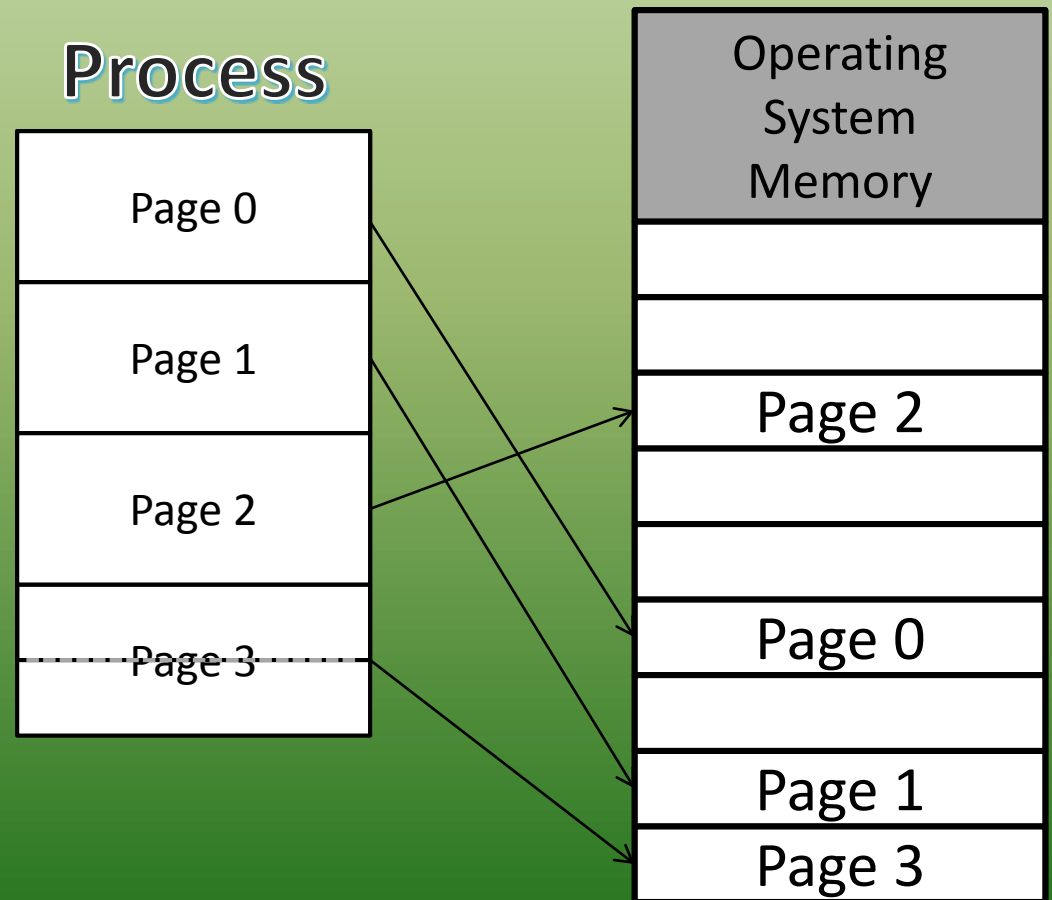 Process
Page 0
Page 1
Page 2
Page 3
Operating
System
Memory
Page 2
Page 0
Page 1
Page 3